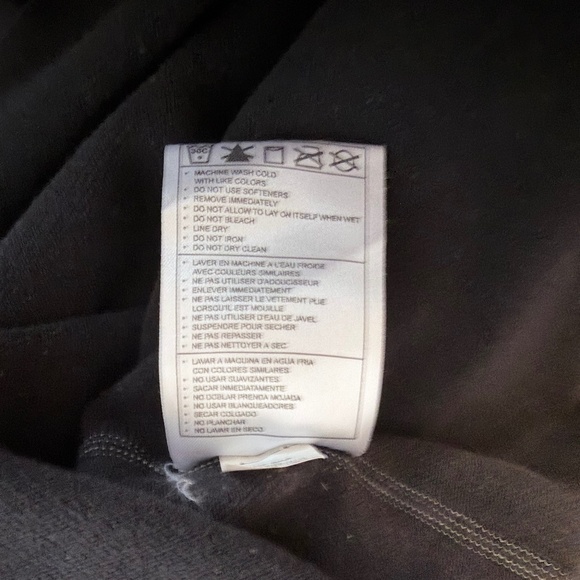 30C
MACHINE WASH COLD
WITH LIKE COLORS
DO NOT USE SOFTENERS
REMOVE IMMEDIATELY
DO NOT ALLOW TO LAY ON ITSELF WHEN WET
DO NOT BLEACH
LINE DRY
DO NOT IRON
DO NOT DRY CLEAN
LAVER EN MACHINE A L'EAU FROIDE
AVEC COULEURS SIMILAIRES
NE PAS UTILISER D'ADOUCISSEUR
ENLEVER IMMEDIATEMENT
NE PAS LAISSER LE VETEMENT PLIE
LORSQU'IL EST MOUILLE
NE PAS UTILISER D'EAU DE JAVEL
SUSPENDRE POUR SECHER
NE PAS REPASSER
NE PAS NETTOYER A SEC
LAVAR A MAQUINA EN AGUA FRIA
CON COLORES SIMILARES
NO USAR SUAVIZANTES
SACAR INMEDIATAMENTE
NO DOBLAR PRENDA MOJADA
NO USAR BLANQUEADORES
SECAR COLGADO
NO PLANCHAR
NO LAVAR EN SECO